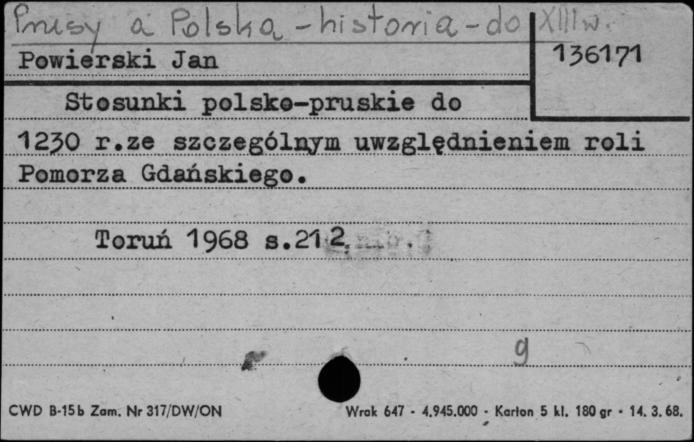 Prusy a Polska - historia - do XIII w.
Powierski Jan
136171
Stosunki polsko-pruskie do
1230 r.ze szczególnym uwzględnieniem roli
Pomorza Gdańskiego.
Toruń 1968 s.212.
g
CWD B-15b Zam. Nr 317/DW/ON
Wrak 647 - 4.945.000 - Karton 5 kl. 180 gr - 14. 3. 68.